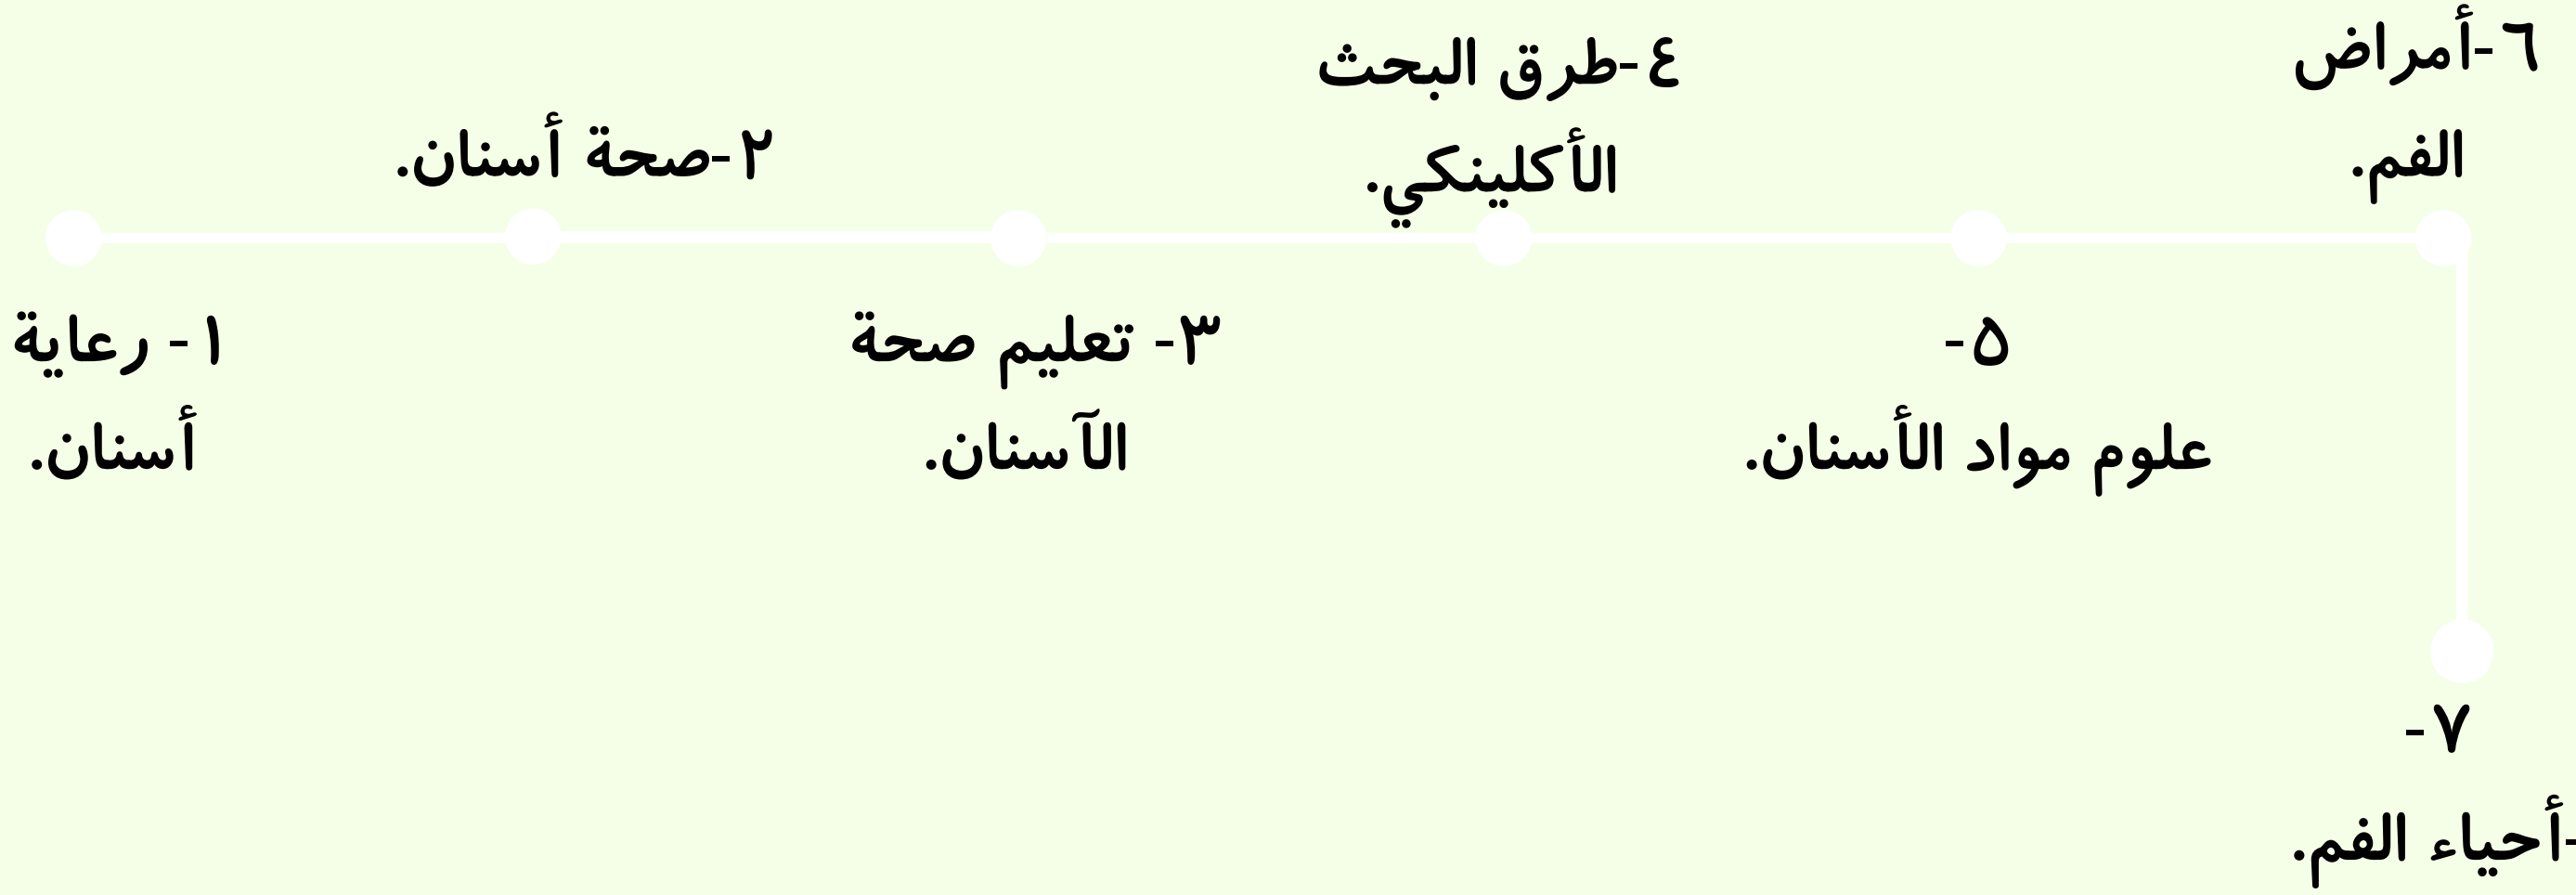 ١- رعاية
أسنان.
٢-صحة أسنان.
٣- تعليم صحة
الآسنان.
٤-طرق البحث
الأكلينكي.
۵-
علوم مواد الأسنان.
٦-أمراض
الفم.
٧-
-أحياء الفم.